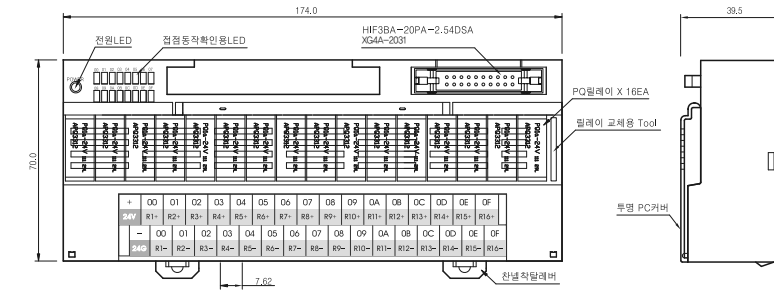 174.0
39.5
전원LED
접점동작확인용LED
HIF3BA-20PA-2.54DSA
XG4A-2031
POWER
PQ릴레이 X 16EA
릴레이 교체용 Tool
70.0
+ 00 01 02 03 04 05 06 07 08 09 0A 0B 0C 0D 0E 0F
24V R1+ R2+ R3+ R4+ R5+ R6+ R7+ R8+ R9+ R10+ R11+ R12+ R13+ R14+ R15+ R16+
- 00 01 02 03 04 05 06 07 08 09 0A 0B 0C 0D 0E 0F
24G R1- R2- R3- R4- R5- R6- R7- R8- R9- R10- R11- R12- R13- R14- R15- R16-
투명 PC커버
찬넬착탈레버
7.62